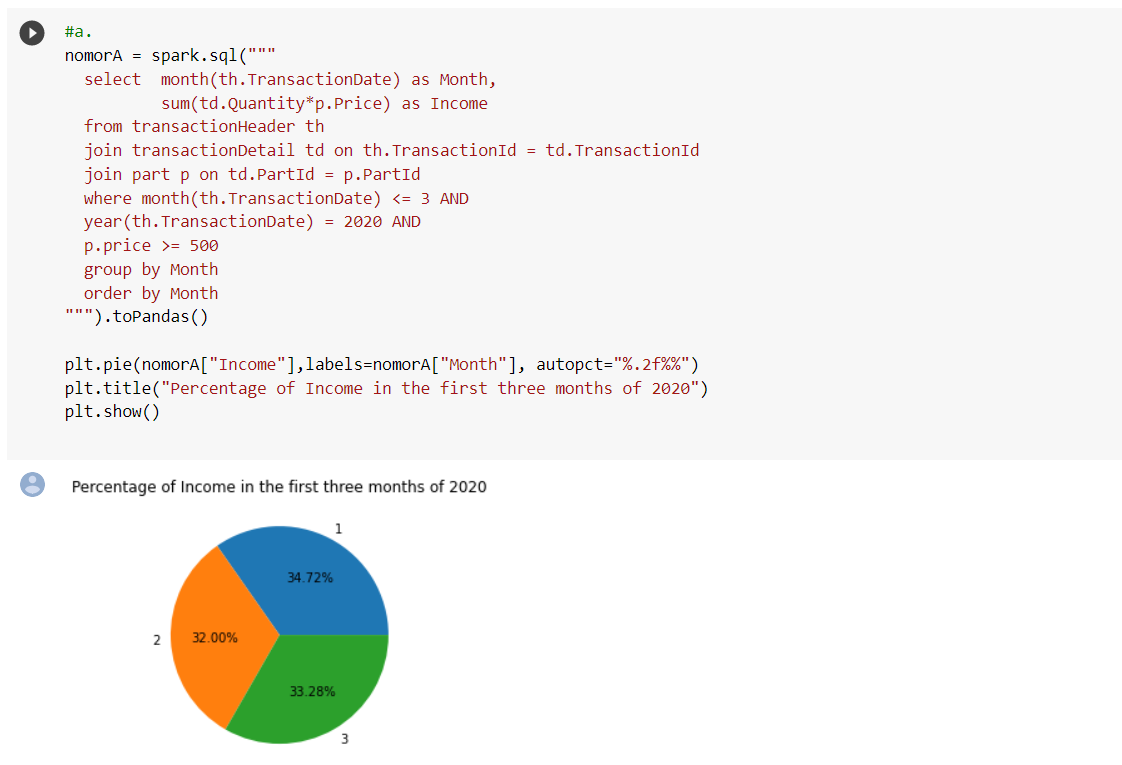 #a.
nomorA = spark.sql("""
  select  month(th.TransactionDate) as Month,
          sum(td.Quantity*p.Price) as Income
  from transactionHeader th
  join transactionDetail td on th.TransactionId = td.TransactionId
  join part p on td.PartId = p.PartId
  where month(th.TransactionDate) <= 3 AND
  year(th.TransactionDate) = 2020 AND
  p.price >= 500
  group by Month
  order by Month
""").toPandas()
plt.pie(nomorA["Income"],labels=nomorA["Month"], autopct="%.2f%%")
plt.title("Percentage of Income in the first three months of 2020")
plt.show()
Percentage of Income in the first three months of 2020
1
34.72%
2
32.00%
33.28%
3